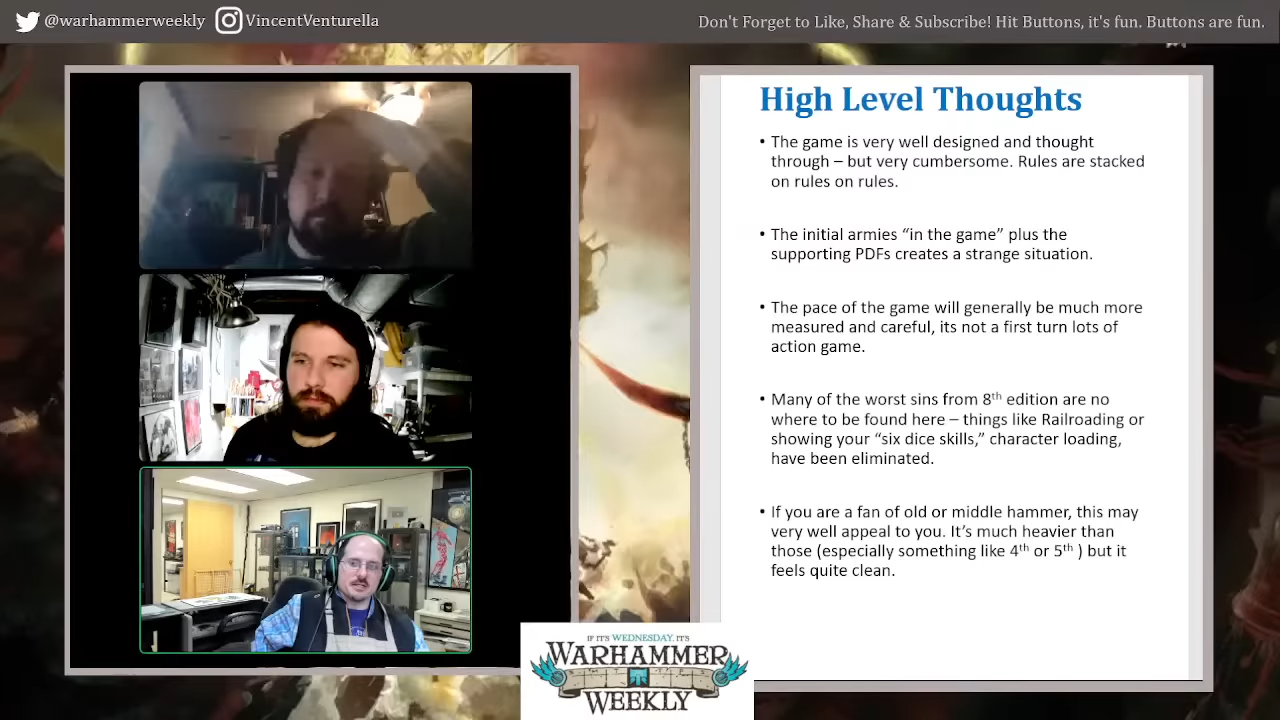 @warhammerweekly VincentVenturella
Don't Forget to Like, Share & Subscribe! Hit Buttons, it's fun. Buttons are fun.
High Level Thoughts
• The game is very well designed and thought
through – but very cumbersome. Rules are stacked
on rules on rules.
• The initial armies “in the game” plus the
supporting PDFs creates a strange situation.
• The pace of the game will generally be much more
measured and careful, its not a first turn lots of
action game.
• Many of the worst sins from 8th edition are no
where to be found here – things like Railroading or
showing your “six dice skills,” character loading,
have been eliminated.
• If you are a fan of old or middle hammer, this may
very well appeal to you. It’s much heavier than
those (especially something like 4th or 5th ) but it
feels quite clean.
IF IT'S WEDNESDAY, IT'S
WARHAMMER
WEEKLY